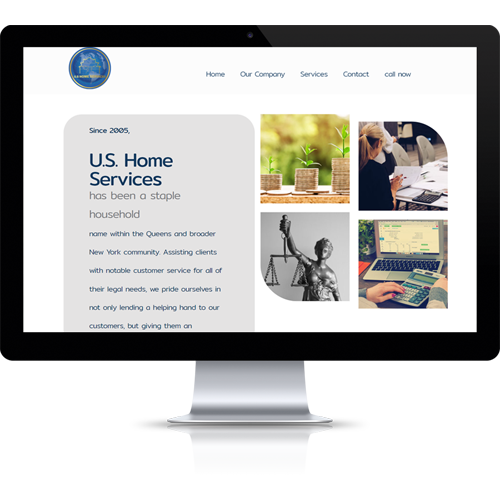 Home Our Company Services Contact call now
Since 2005,
U.S. Home
Services
has been a staple
household
name within the Queens and broader
New York community. Assisting clients
with notable customer service for all of
their legal needs, we pride ourselves in
not only lending a helping hand to our
customers, but giving them an